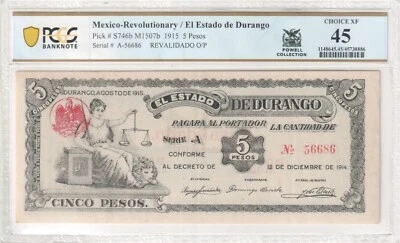 PCGS
BANKNOTE
Mexico-Revolutionary / El Estado de Durango
Pick # S746b M1507b 1915 5 Pesos
Serial # A-56686 REVALIDADO O/P
POWELL
COLLECTION
CHOICE XF
45
DURANGO, AGOSTO DE 1915.
EL ESTADO DE DURANGO
PAGARA AL PORTADOR LA CANTIDAD DE
5
5
SERIE A
5
PESOS
No 56686
CONFORME
AL DECRETO DE 12 DE DICIEMBRE DE 1914.
CINCO PESOS.